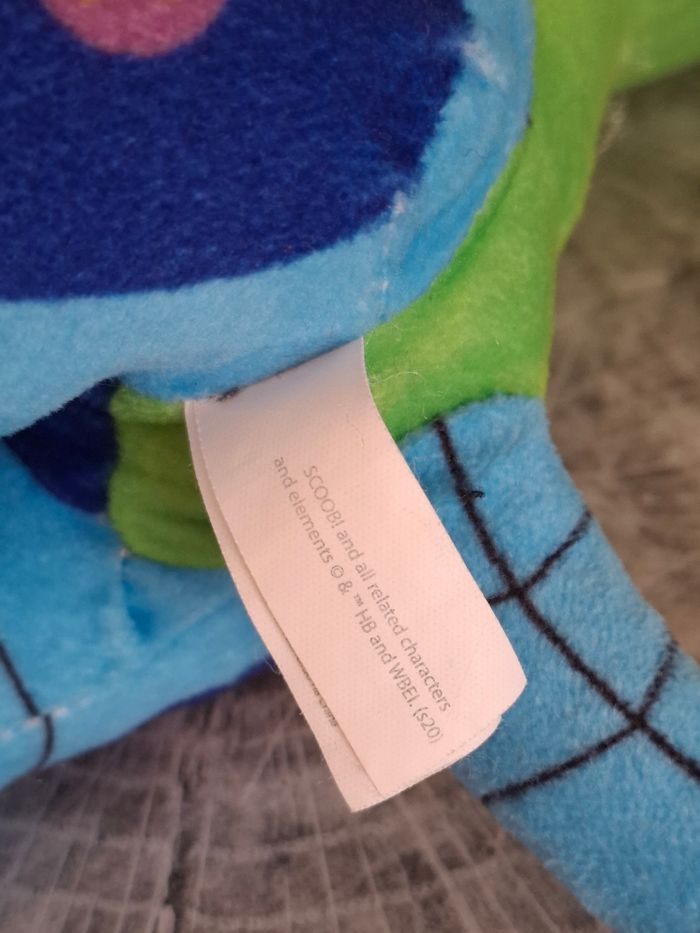 SCOOB! and all related characters
and elements © & ™ HB and WBEI. (s20)